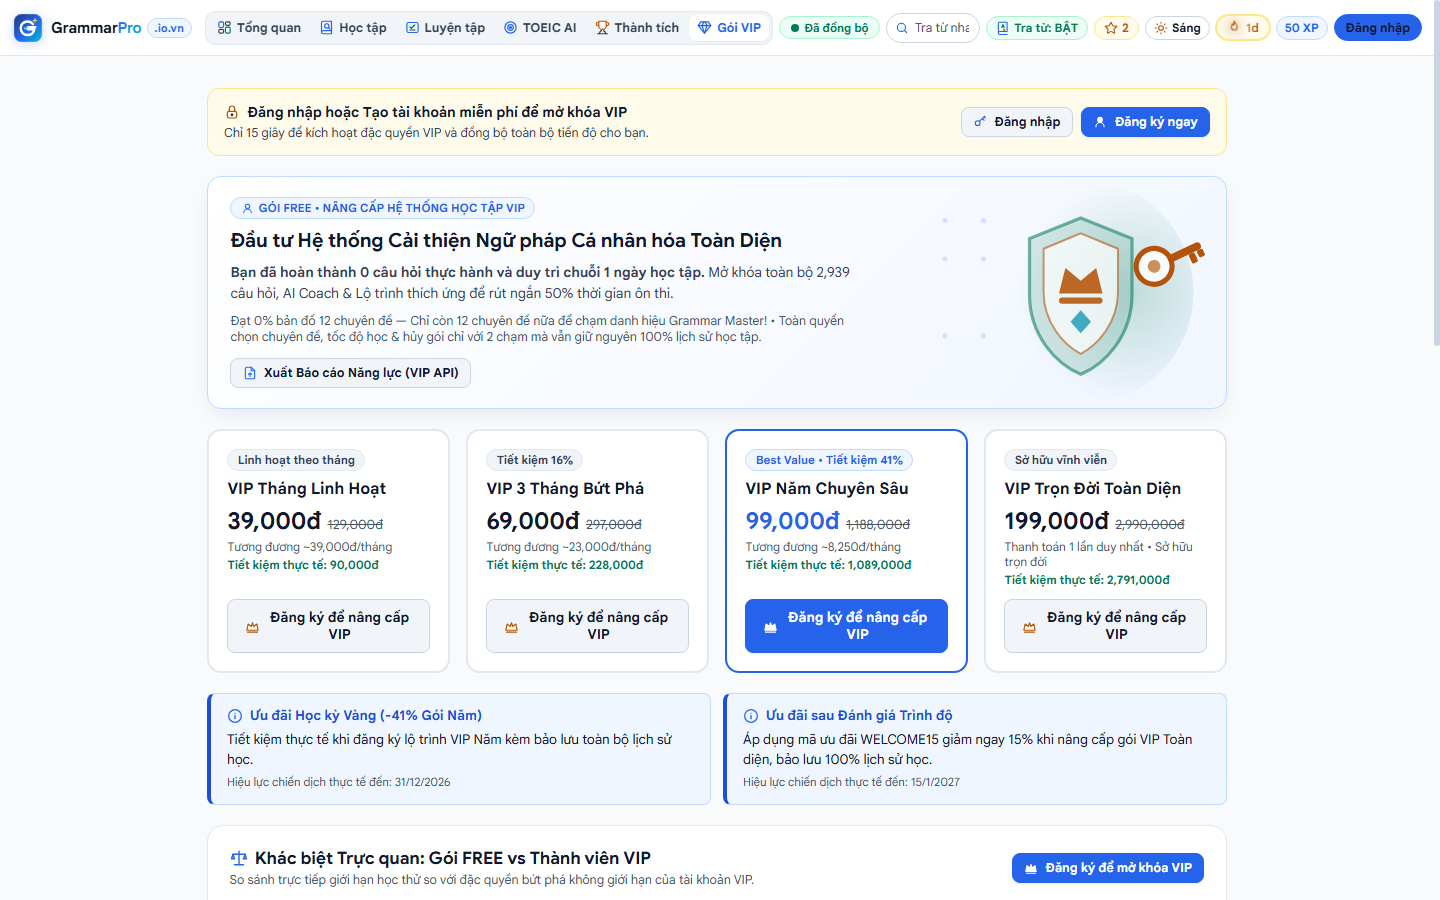 GrammarPro .io.vn
Tổng quan
Học tập
Luyện tập
TOEIC AI
Thành tích
Gói VIP
Đã đồng bộ
Tra từ nha
Tra từ: BẬT
2
Sáng
1d
50 XP
Đăng nhập
Đăng nhập hoặc Tạo tài khoản miễn phí để mở khóa VIP
Chỉ 15 giây để kích hoạt đặc quyền VIP và đồng bộ toàn bộ tiến độ cho bạn.
Đăng nhập
Đăng ký ngay
GÓI FREE • NÂNG CẤP HỆ THỐNG HỌC TẬP VIP
Đầu tư Hệ thống Cải thiện Ngữ pháp Cá nhân hóa Toàn Diện
Bạn đã hoàn thành 0 câu hỏi thực hành và duy trì chuỗi 1 ngày học tập. Mở khóa toàn bộ 2,939
câu hỏi, AI Coach & Lộ trình thích ứng để rút ngắn 50% thời gian ôn thi.
Đạt 0% bản đồ 12 chuyên đề — Chỉ còn 12 chuyên đề nữa để chạm danh hiệu Grammar Master! • Toàn quyền
chọn chuyên đề, tốc độ học & hủy gói chỉ với 2 chạm mà vẫn giữ nguyên 100% lịch sử học tập.
Xuất Báo cáo Năng lực (VIP API)
Linh hoạt theo tháng
VIP Tháng Linh Hoạt
39,000đ 129,000đ
Tương đương ~39,000đ/tháng
Tiết kiệm thực tế: 90,000đ
Đăng ký để nâng cấp
VIP
Tiết kiệm 16%
VIP 3 Tháng Bứt Phá
69,000đ 297,000đ
Tương đương ~23,000đ/tháng
Tiết kiệm thực tế: 228,000đ
Đăng ký để nâng cấp
VIP
Best Value • Tiết kiệm 41%
VIP Năm Chuyên Sâu
99,000đ 1,188,000đ
Tương đương ~8,250đ/tháng
Tiết kiệm thực tế: 1,089,000đ
Đăng ký để nâng cấp
VIP
Sở hữu vĩnh viễn
VIP Trọn Đời Toàn Diện
199,000đ 2,990,000đ
Thanh toán 1 lần duy nhất • Sở hữu
trọn đời
Tiết kiệm thực tế: 2,791,000đ
Đăng ký để nâng cấp
VIP
Ưu đãi Học kỳ Vàng (-41% Gói Năm)
Tiết kiệm thực tế khi đăng ký lộ trình VIP Năm kèm bảo lưu toàn bộ lịch sử
học.
Hiệu lực chiến dịch thực tế đến: 31/12/2026
Ưu đãi sau Đánh giá Trình độ
Áp dụng mã ưu đãi WELCOME15 giảm ngay 15% khi nâng cấp gói VIP Toàn
diện, bảo lưu 100% lịch sử học.
Hiệu lực chiến dịch thực tế đến: 15/1/2027
Khác biệt Trực quan: Gói FREE vs Thành viên VIP
So sánh trực tiếp giới hạn học thử so với đặc quyền bứt phá không giới hạn của tài khoản VIP.
Đăng ký để mở khóa VIP